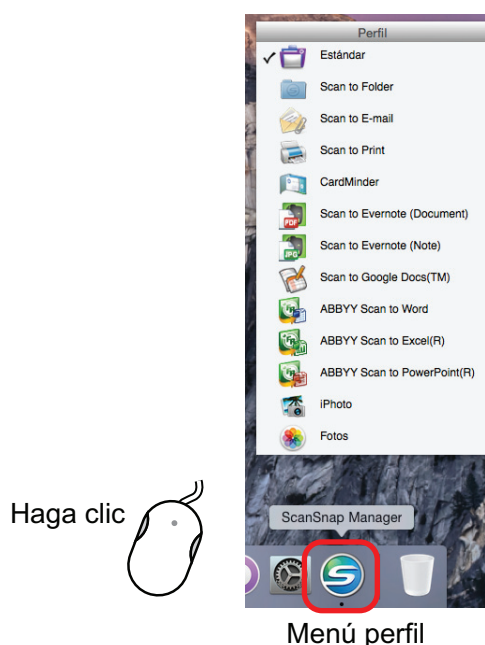 Perfil
Estándar
Scan to Folder
Scan to E-mail
Scan to Print
CardMinder
Scan to Evernote (Document)
PDF
Scan to Evernote (Note)
JPG
Scan to Google Docs(TM)
ABBYY Scan to Word
ABBYY Scan to Excel(R)
ABBYY Scan to PowerPoint(R)
iPhoto
Fotos
Haga clic
ScanSnap Manager
Menú perfil